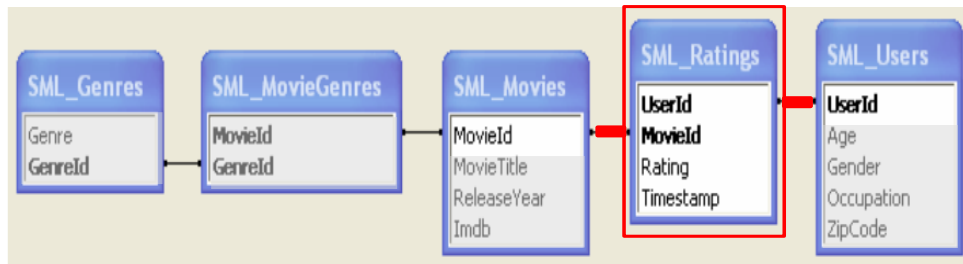 SML_Genres
Genre
GenreId
SML_MovieGenres
MovieId
GenreId
SML_Movies
MovieId
MovieTitle
ReleaseYear
Imdb
SML_Ratings
UserId
MovieId
Rating
Timestamp
SML_Users
UserId
Age
Gender
Occupation
ZipCode